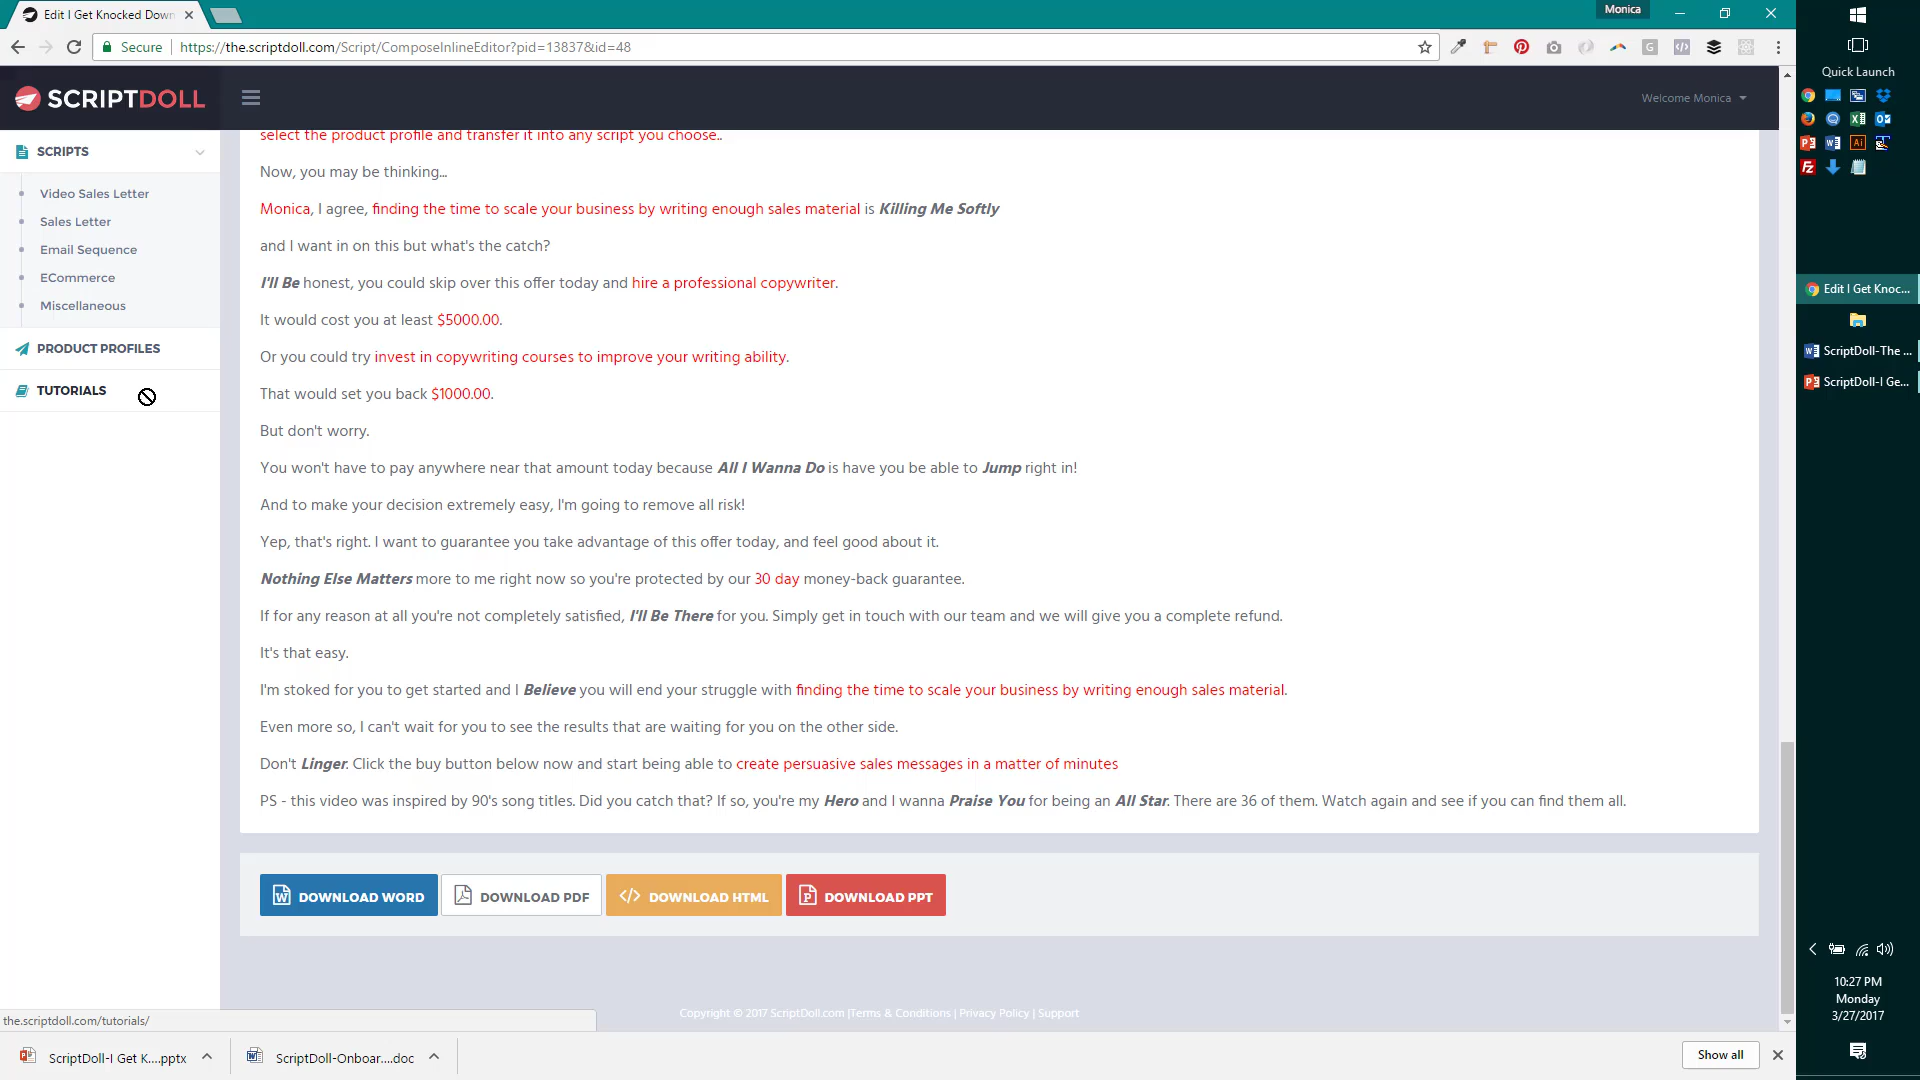 Edit I Get Knocked Down
Monica
Secure
https://the.scriptdoll.com/Script/ComposeInlineEditor?pid=13837&id=48
SCRIPTDOLL
Welcome Monica
SCRIPTS
Video Sales Letter
Sales Letter
Email Sequence
ECommerce
Miscellaneous
PRODUCT PROFILES
TUTORIALS
select the product profile and transfer it into any script you choose..
Now, you may be thinking...
Monica, I agree, finding the time to scale your business by writing enough sales material is Killing Me Softly
and I want in on this but what's the catch?
I'll Be honest, you could skip over this offer today and hire a professional copywriter.
It would cost you at least $5000.00.
Or you could try invest in copywriting courses to improve your writing ability.
That would set you back $1000.00.
But don't worry.
You won't have to pay anywhere near that amount today because All I Wanna Do is have you be able to Jump right in!
And to make your decision extremely easy, I'm going to remove all risk!
Yep, that's right. I want to guarantee you take advantage of this offer today, and feel good about it.
Nothing Else Matters more to me right now so you're protected by our 30 day money-back guarantee.
If for any reason at all you're not completely satisfied, I'll Be There for you. Simply get in touch with our team and we will give you a complete refund.
It's that easy.
I'm stoked for you to get started and I Believe you will end your struggle with finding the time to scale your business by writing enough sales material.
Even more so, I can't wait for you to see the results that are waiting for you on the other side.
Don't Linger. Click the buy button below now and start being able to create persuasive sales messages in a matter of minutes
PS - this video was inspired by 90's song titles. Did you catch that? If so, you're my Hero and I wanna Praise You for being an All Star. There are 36 of them. Watch again and see if you can find them all.
DOWNLOAD WORD
DOWNLOAD PDF
DOWNLOAD HTML
DOWNLOAD PPT
Copyright © 2017 ScriptDoll.com |Terms & Conditions | Privacy Policy | Support
the.scriptdoll.com/tutorials/
ScriptDoll-I Get K....pptx
ScriptDoll-Onboar....doc
Show all
Quick Launch
Edit I Get Knoc...
ScriptDoll-The ...
ScriptDoll-I Ge...
10:27 PM
Monday
3/27/2017